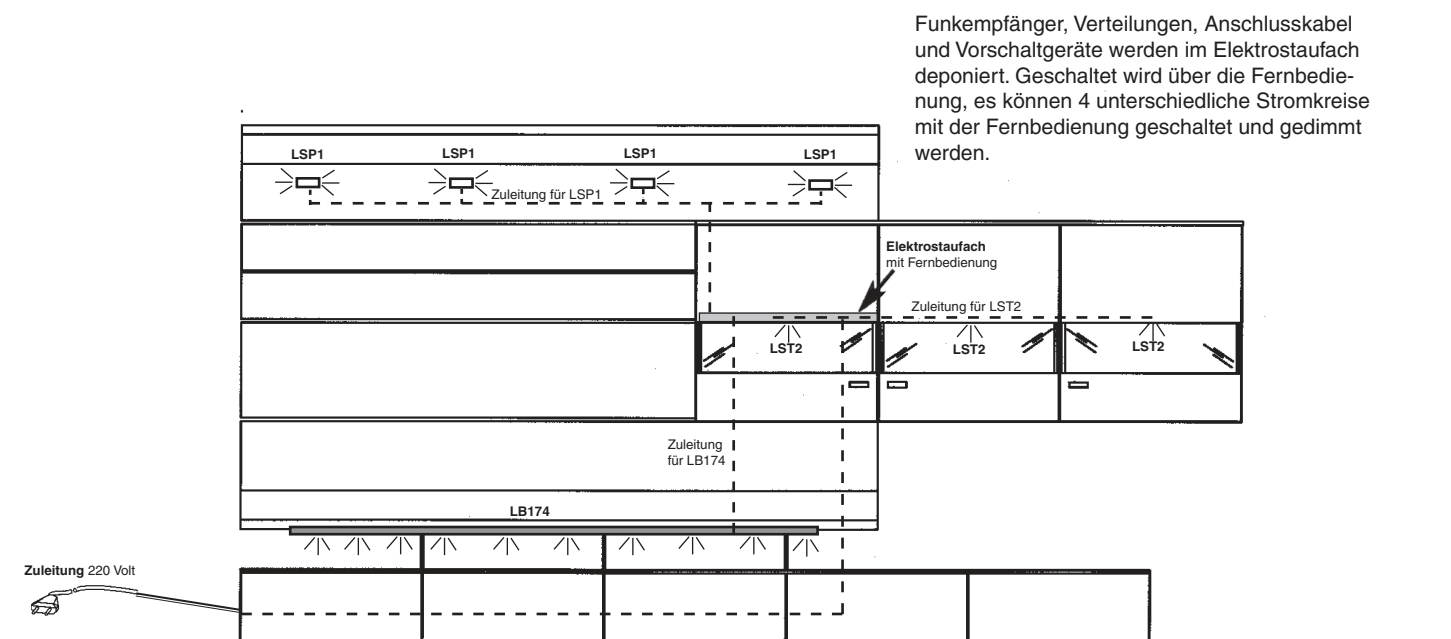 Funkempfänger, Verteilungen, Anschlusskabel
und Vorschaltgeräte werden im Elektrostaufach
deponiert. Geschaltet wird über die Fernbedie-
nung, es können 4 unterschiedliche Stromkreise
mit der Fernbedienung geschaltet und gedimmt
werden.
LSP1 LSP1 LSP1 LSP1
Zuleitung für LSP1
Elektrostaufach
mit Fernbedienung
Zuleitung für LST2
LST2 LST2 LST2
Zuleitung
für LB174
LB174
Zuleitung 220 Volt